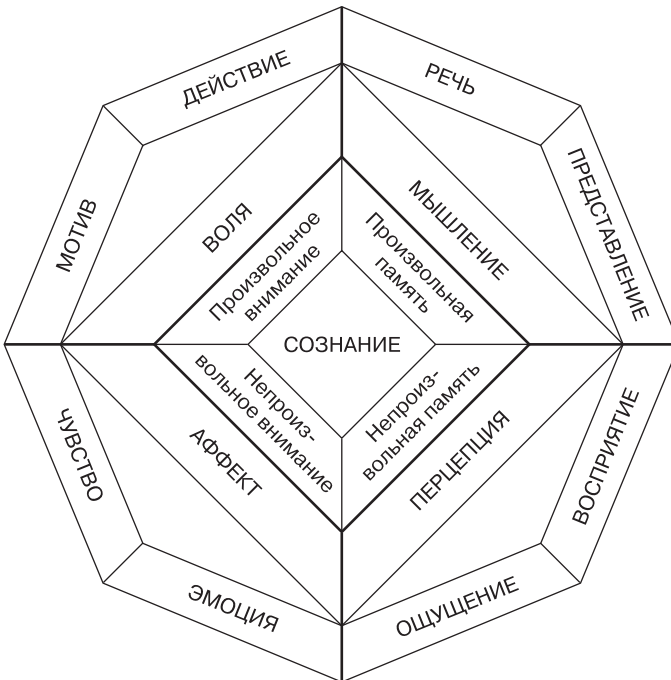 ДЕЙСТВИЕ
РЕЧЬ
МОТИВ
ПРЕДСТАВЛЕНИЕ
ВОЛЯ
МЫШЛЕНИЕ
Произвольное
внимание
Произвольная
память
СОЗНАНИЕ
Непроиз-
вольное внимание
Непроиз-
вольная память
АФФЕКТ
ПЕРЦЕПЦИЯ
ЧУВСТВО
ВОСПРИЯТИЕ
ЭМОЦИЯ
ОЩУЩЕНИЕ